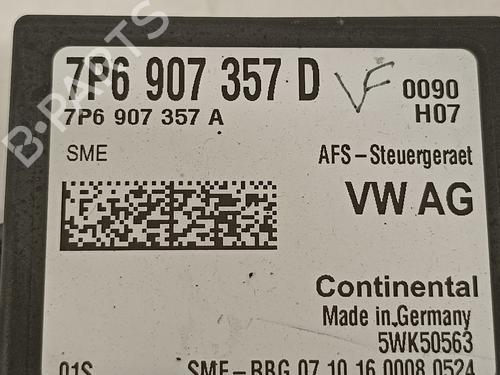 7P6 907 357 D VF 0090
7P6 907 357 A H07
SME AFS-Steuergeraet
VW AG
Continental
Made in Germany
5WK50563
01S SME-BBG 07.10.16 0008 0524
B-PARTS